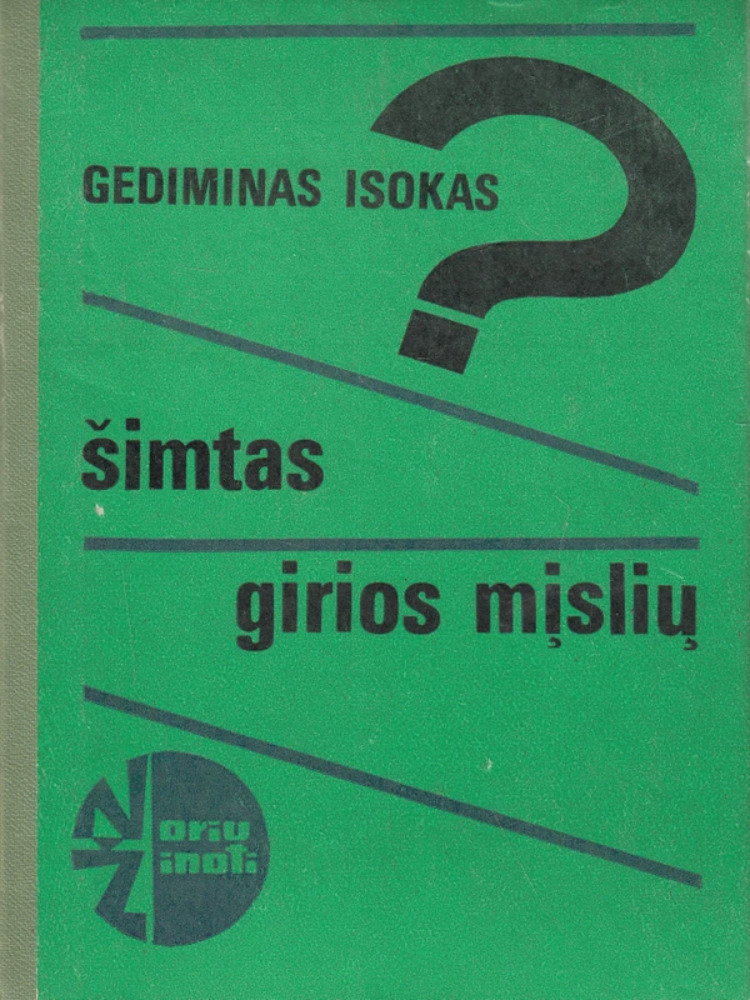 GEDIMINAS ISOKAS
šimtas
girios mįslių
Noriu
Žinoti